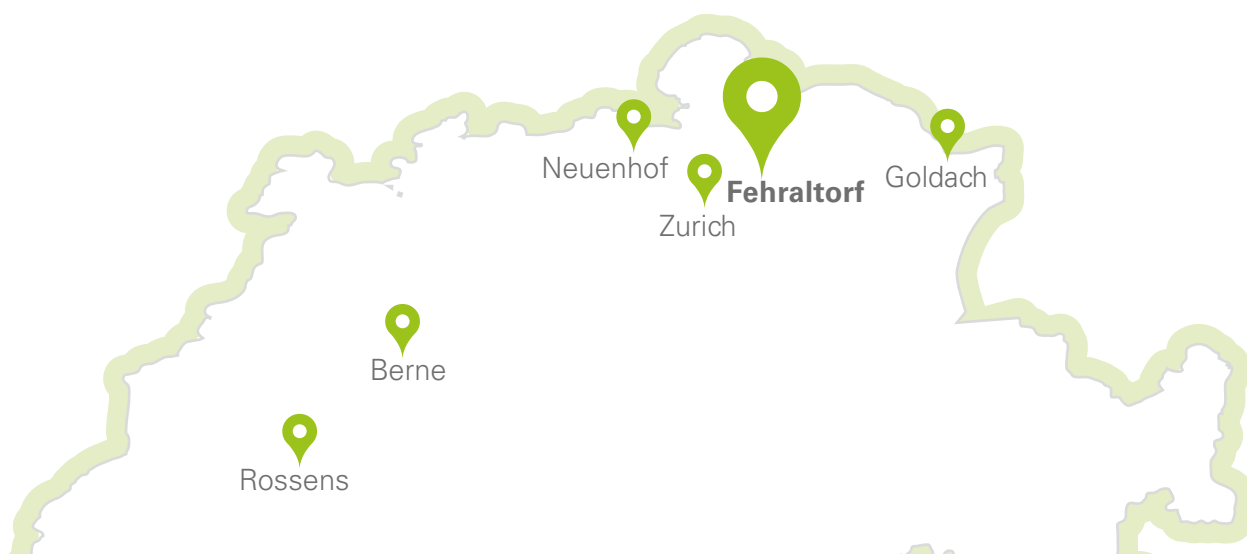 Neuenhof
Fehraltorf
Goldach
Zurich
Berne
Rossens